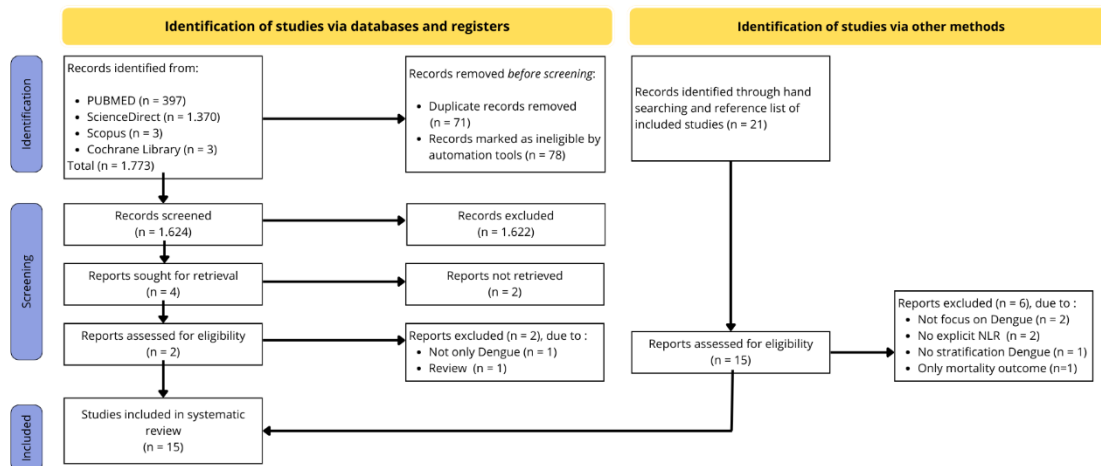 Identification of studies via databases and registers
Identification of studies via other methods
Identification
Records identified from:
• PUBMED (n = 397)
• ScienceDirect (n = 1.370)
• Scopus (n = 3)
• Cochrane Library (n = 3)
Total (n = 1.773)
Records removed before screening:
• Duplicate records removed
(n = 71)
• Records marked as ineligible by
automation tools (n = 78)
Records identified through hand
searching and reference list of
included studies (n = 21)
Screening
Records screened
(n = 1.624)
Records excluded
(n = 1.622)
Reports sought for retrieval
(n = 4)
Reports not retrieved
(n = 2)
Reports assessed for eligibility
(n = 2)
Reports excluded (n = 2), due to :
• Not only Dengue (n = 1)
• Review (n = 1)
Reports assessed for eligibility
(n = 15)
Reports excluded (n = 6), due to :
• Not focus on Dengue (n = 2)
• No explicit NLR (n = 2)
• No stratification Dengue (n = 1)
• Only mortality outcome (n=1)
Included
Studies included in systematic
review
(n = 15)